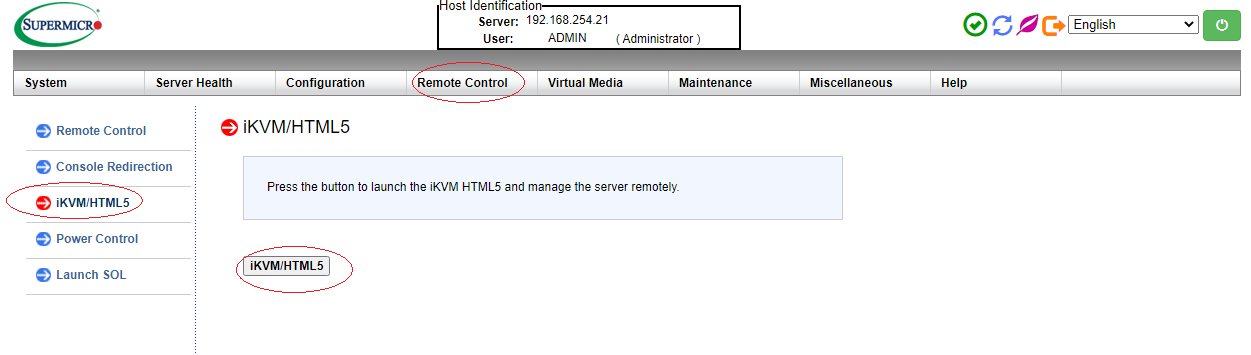 SUPERMICRO
Host Identification
Server: 192.168.254.21
User: ADMIN ( Administrator )
English
System Server Health Configuration Remote Control Virtual Media Maintenance Miscellaneous Help
Remote Control
Console Redirection
iKVM/HTML5
Power Control
Launch SOL
iKVM/HTML5
Press the button to launch the iKVM HTML5 and manage the server remotely.
iKVM/HTML5